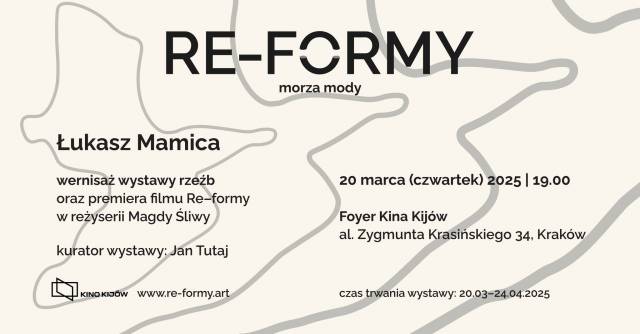 RE-FORMY
morza mody
Łukasz Mamica
wernisaż wystawy rzeźb
oraz premiera filmu Re-formy
w reżyserii Magdy Śliwy
kurator wystawy: Jan Tutaj
KINO KIJÓW www.re-formy.art
20 marca (czwartek) 2025 | 19.00
Foyer Kina Kijów
al. Zygmunta Krasińskiego 34, Kraków
czas trwania wystawy: 20.03–24.04.2025